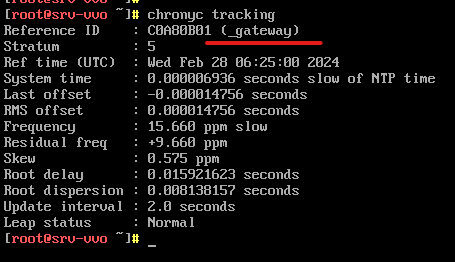 [root@srv-vvo ~]# chronyc tracking
Reference ID    : C0A80B01 (_gateway)
Stratum         : 5
Ref time (UTC)  : Wed Feb 28 06:25:00 2024
System time     : 0.000006936 seconds slow of NTP time
Last offset     : -0.000014756 seconds
RMS offset      : 0.000014756 seconds
Frequency       : 15.660 ppm slow
Residual freq   : +9.660 ppm
Skew            : 0.575 ppm
Root delay      : 0.015921623 seconds
Root dispersion : 0.008138157 seconds
Update interval : 2.0 seconds
Leap status     : Normal
[root@srv-vvo ~]# _